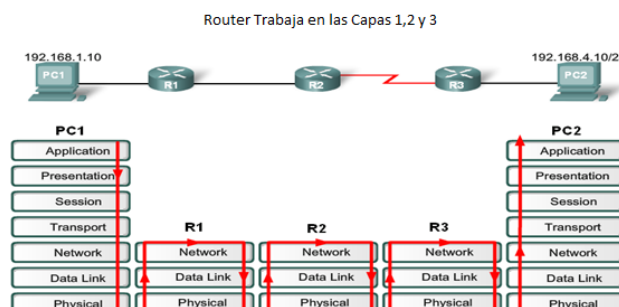 Router Trabaja en las Capas 1,2 y 3
192.168.1.10 192.168.4.10/2
PC1 R1 R2 R3 PC2
PC1 PC2
Application Application
Presentation Presentation
Session Session
Transport R1 R2 R3 Transport
Network Network Network Network Network
Data Link Data Link Data Link Data Link Data Link
Physical Physical Physical Physical Physical